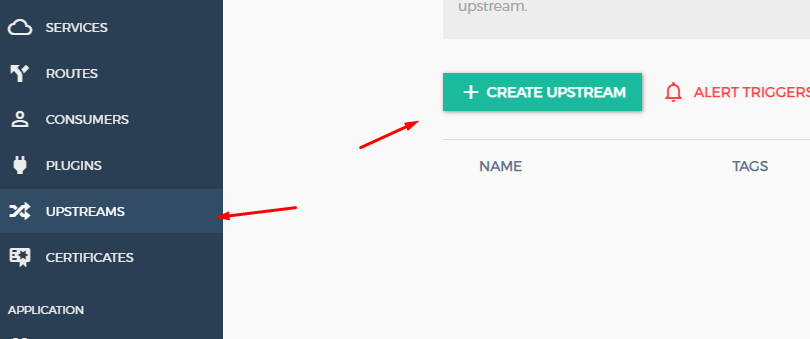 upstream.
SERVICES
ROUTES
CREATE UPSTREAM
ALERT TRIGGERS
CONSUMERS
PLUGINS
NAME
TAGS
UPSTREAMS
CERTIFICATES
APPLICATION